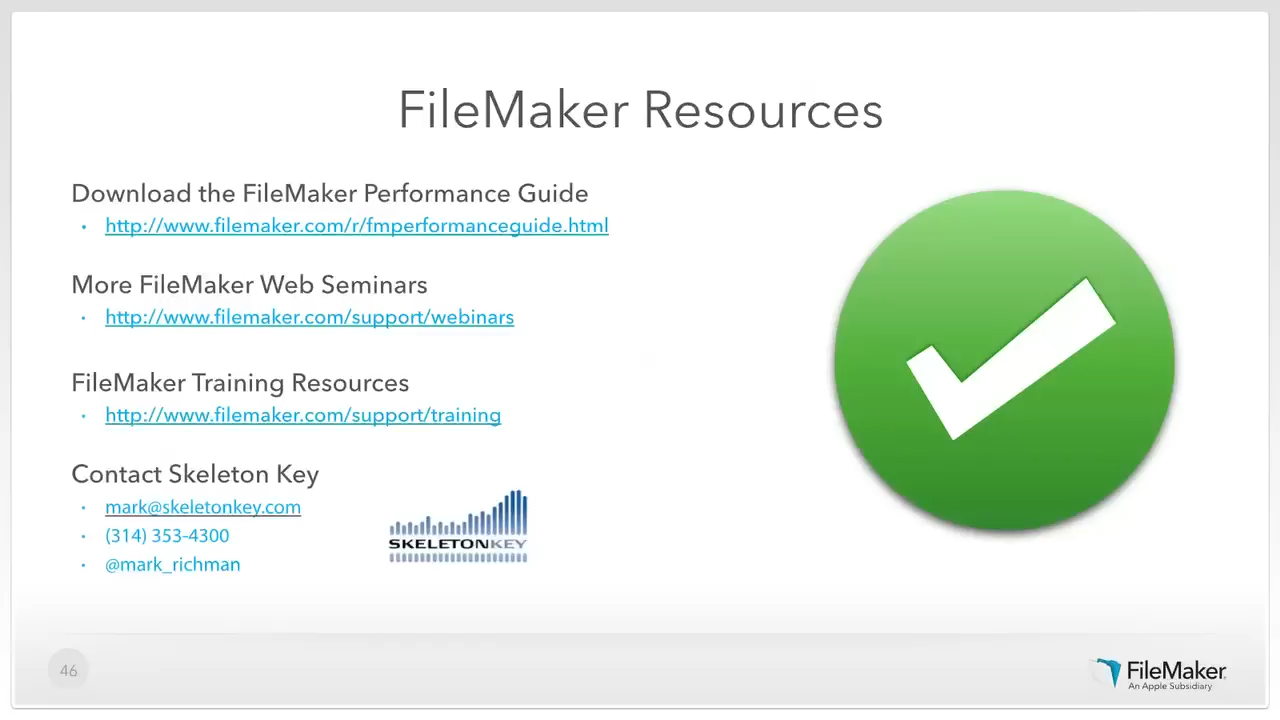 FileMaker Resources
Download the FileMaker Performance Guide
• http://www.filemaker.com/r/fmperformanceguide.html
More FileMaker Web Seminars
• http://www.filemaker.com/support/webinars
FileMaker Training Resources
• http://www.filemaker.com/support/training
Contact Skeleton Key
• mark@skeletonkey.com
• (314) 353-4300
• @mark_richman
SKELETONKEY
46
FileMaker
An Apple Subsidiary